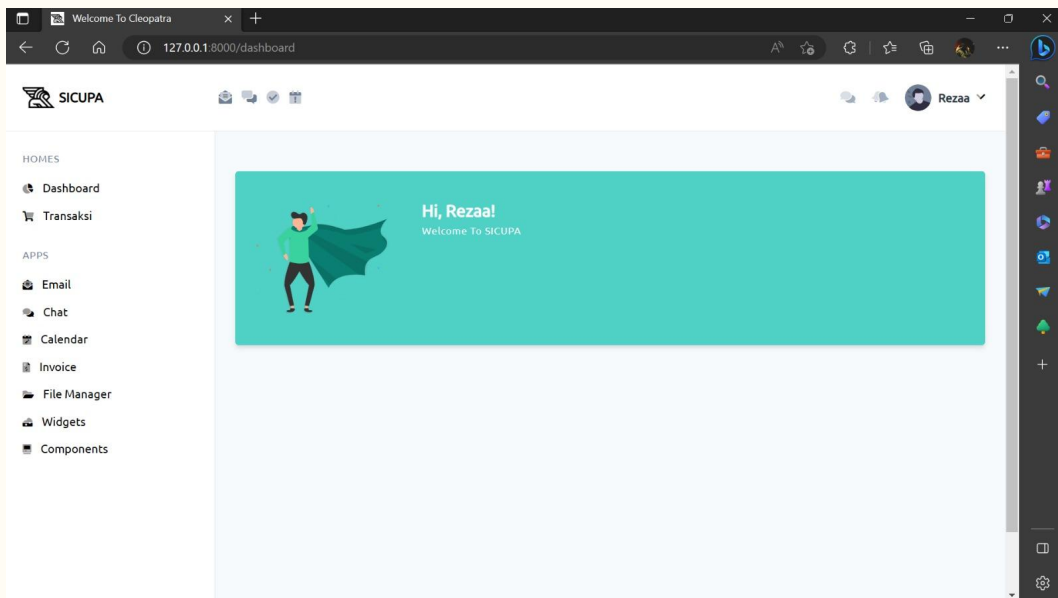 Welcome To Cleopatra
127.0.0.1:8000/dashboard
SICUPA
Rezaa
HOMES
Dashboard
Transaksi
APPS
Email
Chat
Calendar
Invoice
File Manager
Widgets
Components
Hi, Rezaa!
Welcome To SICUPA